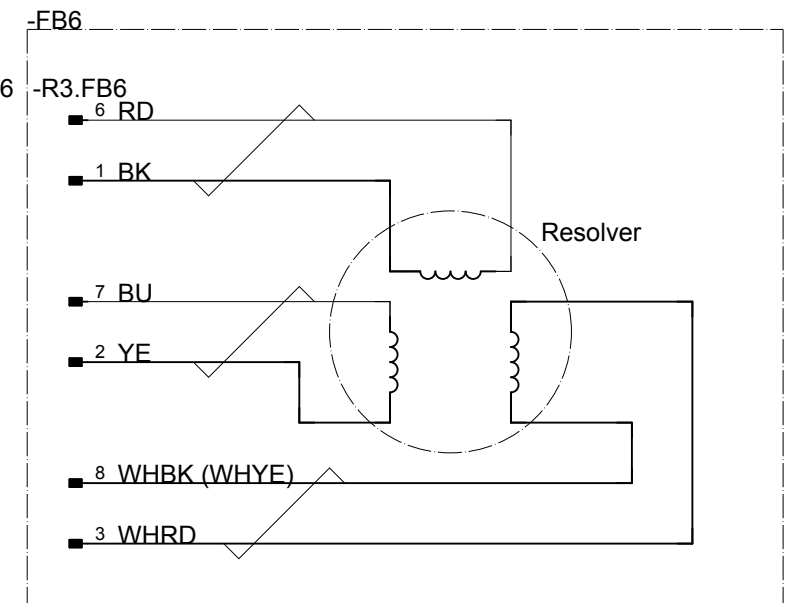 -FB6
6 -R3.FB6
6 RD
1 BK
Resolver
7 BU
2 YE
8 WHBK (WHYE)
3 WHRD